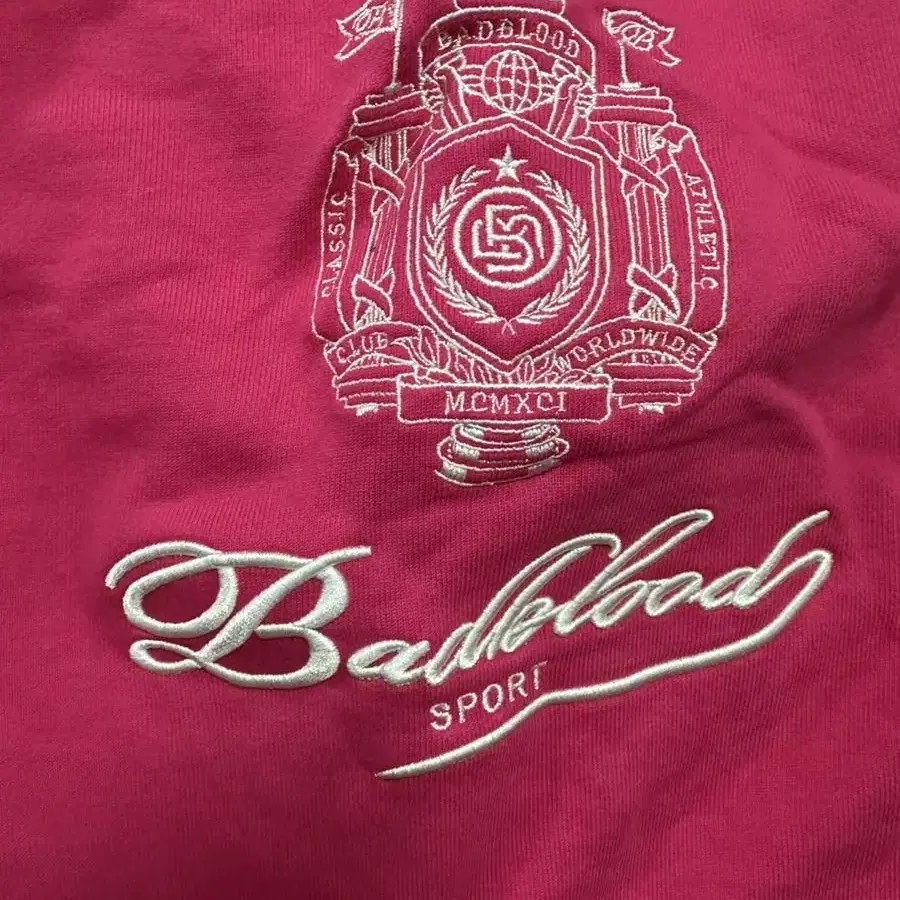 BADBLOOD
CLASSIC
ATHLETIC
CLUB
WORLDWIDE
MCMXCI
Badblood
SPORT